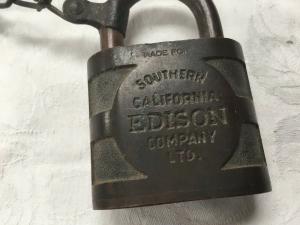 MADE FOR
SOUTHERN
CALIFORNIA
EDISON
COMPANY
LTD.